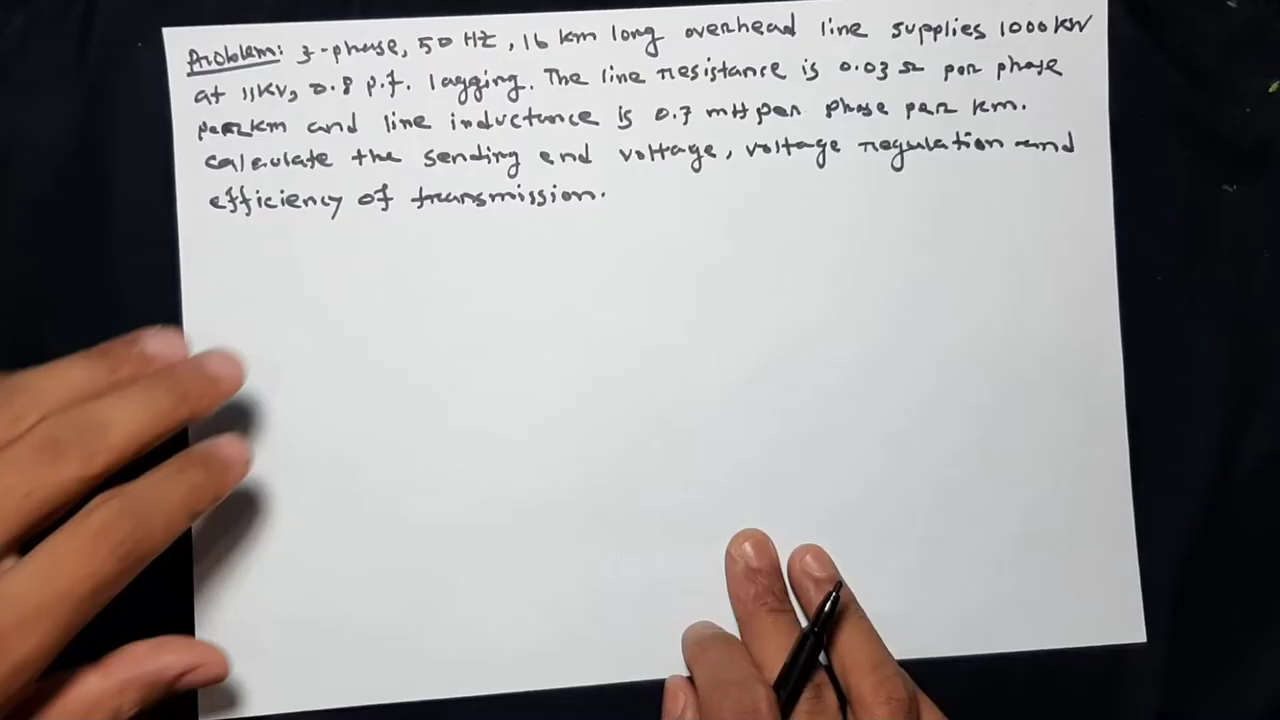 Problem: 3-phase, 50 Hz, 16 km long overhead line supplies 1000 kW
at 11kV, 0.8 p.f. lagging. The line resistance is 0.03 Ω per phase
per km and line inductance is 0.7 mH per phase per km.
calculate the sending end voltage, voltage regulation and
efficiency of transmission.